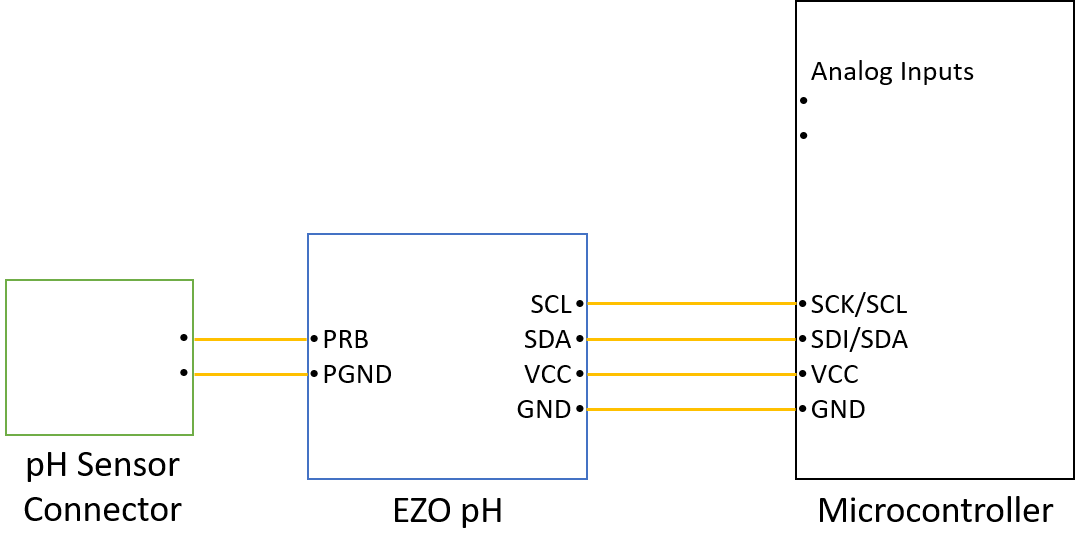 Analog Inputs
SCL
SCK/SCL
PRB
SDA
SDI/SDA
PGND
VCC
VCC
GND
GND
pH Sensor
Connector
EZO pH
Microcontroller